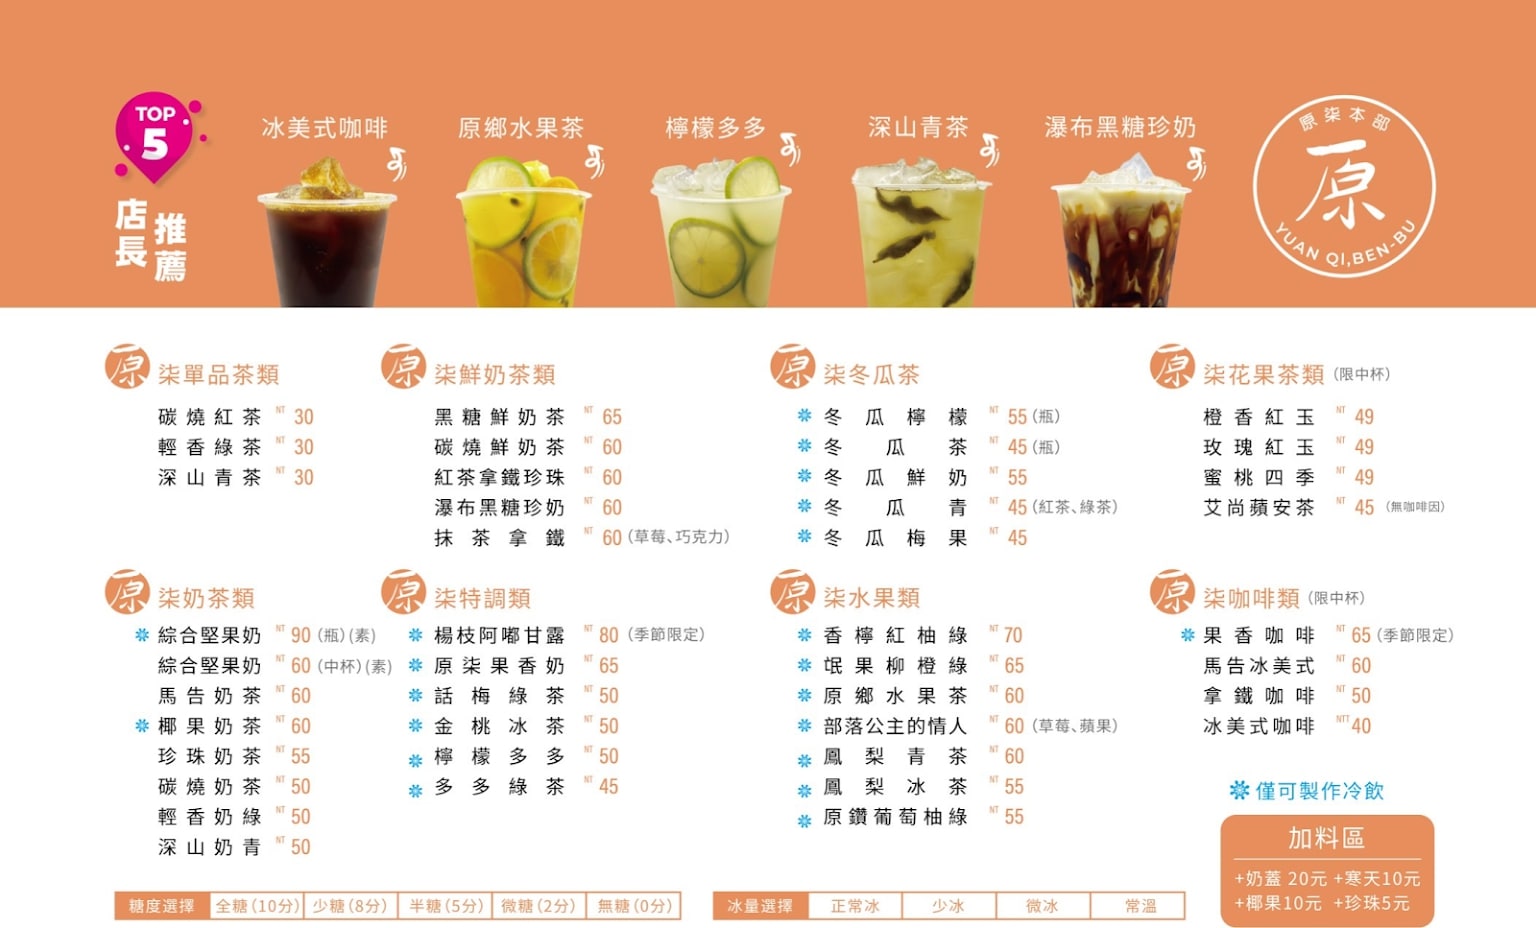 TOP
5
店長
推薦
冰美式咖啡
原鄉水果茶
檸檬多多
深山青茶
瀑布黑糖珍奶
原柒本部
原
YUAN QI,BEN-BU
原 柒單品茶類
碳燒紅茶 NT 30
輕香綠茶 NT 30
深山青茶 NT 30
原 柒鮮奶茶類
黑糖鮮奶茶 NT 65
碳燒鮮奶茶 NT 60
紅茶拿鐵珍珠 NT 60
瀑布黑糖珍奶 NT 60
抹茶拿鐵 NT 60 (草莓、巧克力)
原 柒冬瓜茶
冬瓜檸檬 NT 55 (瓶)
冬瓜茶 NT 45 (瓶)
冬瓜鮮奶 NT 55
冬瓜青 NT 45 (紅茶、綠茶)
冬瓜梅果 NT 45
原 柒花果茶類 (限中杯)
橙香紅玉 NT 49
玫瑰紅玉 NT 49
蜜桃四季 NT 49
艾尚蘋安茶 NT 45 (無咖啡因)
原 柒奶茶類
綜合堅果奶 NT 90 (瓶)(素)
綜合堅果奶 NT 60 (中杯)(素)
馬告奶茶 NT 60
椰果奶茶 NT 60
珍珠奶茶 NT 55
碳燒奶茶 NT 50
輕香奶綠 NT 50
深山奶青 NT 50
原 柒特調類
楊枝阿嘟甘露 NT 80 (季節限定)
原柒果香奶 NT 65
話梅綠茶 NT 50
金桃冰茶 NT 50
檸檬多多 NT 50
多多綠茶 NT 45
原 柒水果類
香檸紅柚綠 NT 70
氓果柳橙綠 NT 65
原鄉水果茶 NT 60
部落公主的情人 NT 60 (草莓、蘋果)
鳳梨青茶 NT 60
鳳梨冰茶 NT 55
原鑽葡萄柚綠 NT 55
原 柒咖啡類 (限中杯)
果香咖啡 NT 65 (季節限定)
馬告冰美式 NT 60
拿鐵咖啡 NT 50
冰美式咖啡 NTT 40
僅可製作冷飲
加料區
+奶蓋 20元 +寒天10元
+椰果10元 +珍珠5元
糖度選擇 全糖(10分) 少糖(8分) 半糖(5分) 微糖(2分) 無糖(0分)
冰量選擇 正常冰 少冰 微冰 常溫